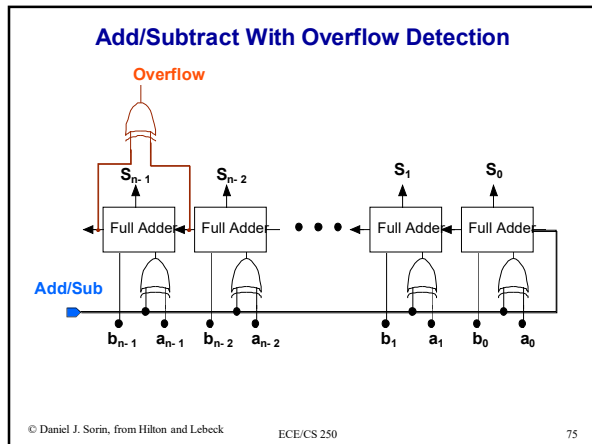 Add/Subtract With Overflow Detection
Overflow
Sn- 1 Sn- 2 S1 S0
Full Adder Full Adder • • • Full Adder Full Adder
Add/Sub
bn- 1 an- 1 bn- 2 an- 2 b1 a1 b0 a0
© Daniel J. Sorin, from Hilton and Lebeck ECE/CS 250 75